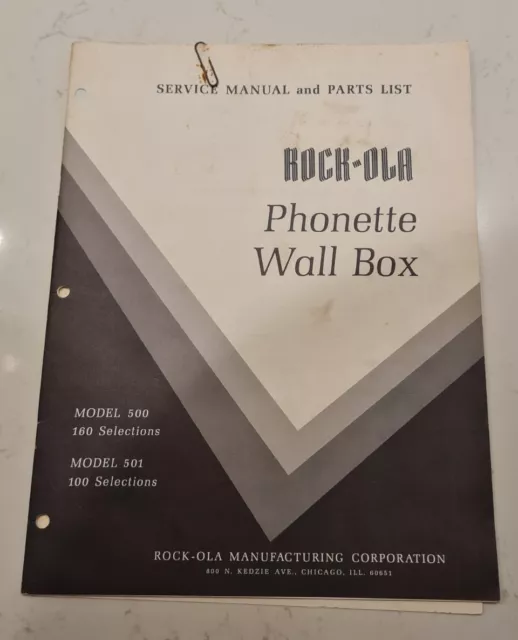 SERVICE MANUAL and PARTS LIST
ROCK-OLA
Phonette
Wall Box
MODEL 500
160 Selections
MODEL 501
100 Selections
ROCK-OLA MANUFACTURING CORPORATION
800 N. KEDZIE AVE., CHICAGO, ILL. 60651